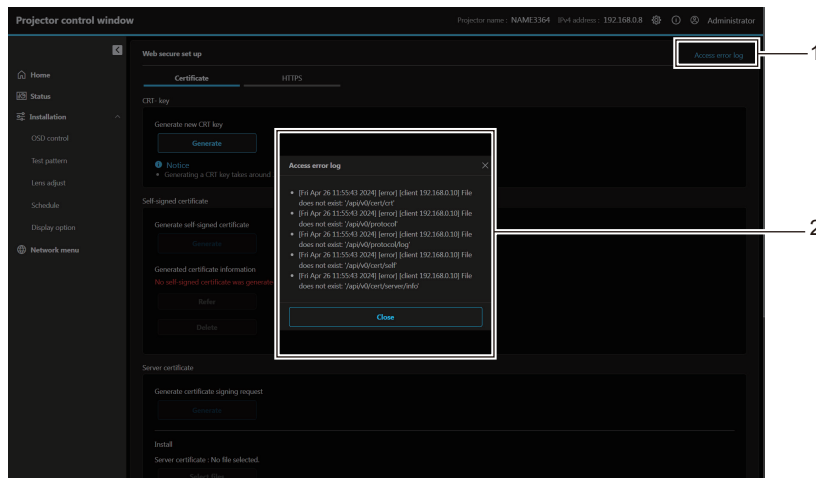 Projector control window
Projector name : NAME3364 IPv4 address : 192.168.0.8 Administrator
Web secure set up
Access error log
1
Home
Certificate
HTTPS
Status
CRT- key
Installation
Generate new CRT key
OSD control
Generate
Test pattern
Notice
Access error log
• Generating a CRT key takes around
Lens adjust
• [Fri Apr 26 11:55:43 2024] [error] [client 192.168.0.10] File
does not exist: '/api/v0/cert/crt'
• [Fri Apr 26 11:55:43 2024] [error] [client 192.168.0.10] File
does not exist: '/api/v0/protocol'
• [Fri Apr 26 11:55:43 2024] [error] [client 192.168.0.10] File
does not exist: '/api/v0/protocol/log'
• [Fri Apr 26 11:55:43 2024] [error] [client 192.168.0.10] File
does not exist: '/api/v0/cert/self'
• [Fri Apr 26 11:55:43 2024] [error] [client 192.168.0.10] File
does not exist: '/api/v0/cert/server/info'
Close
2
Schedule
Display option
Network menu
Self-signed certificate
Generate self-signed certificate
Generate
Generated certificate information
No self-signed certificate was generate
Refer
Delete
Server certificate
Generate certificate signing request
Generate
Install
Server certificate : No file selected.
Select files